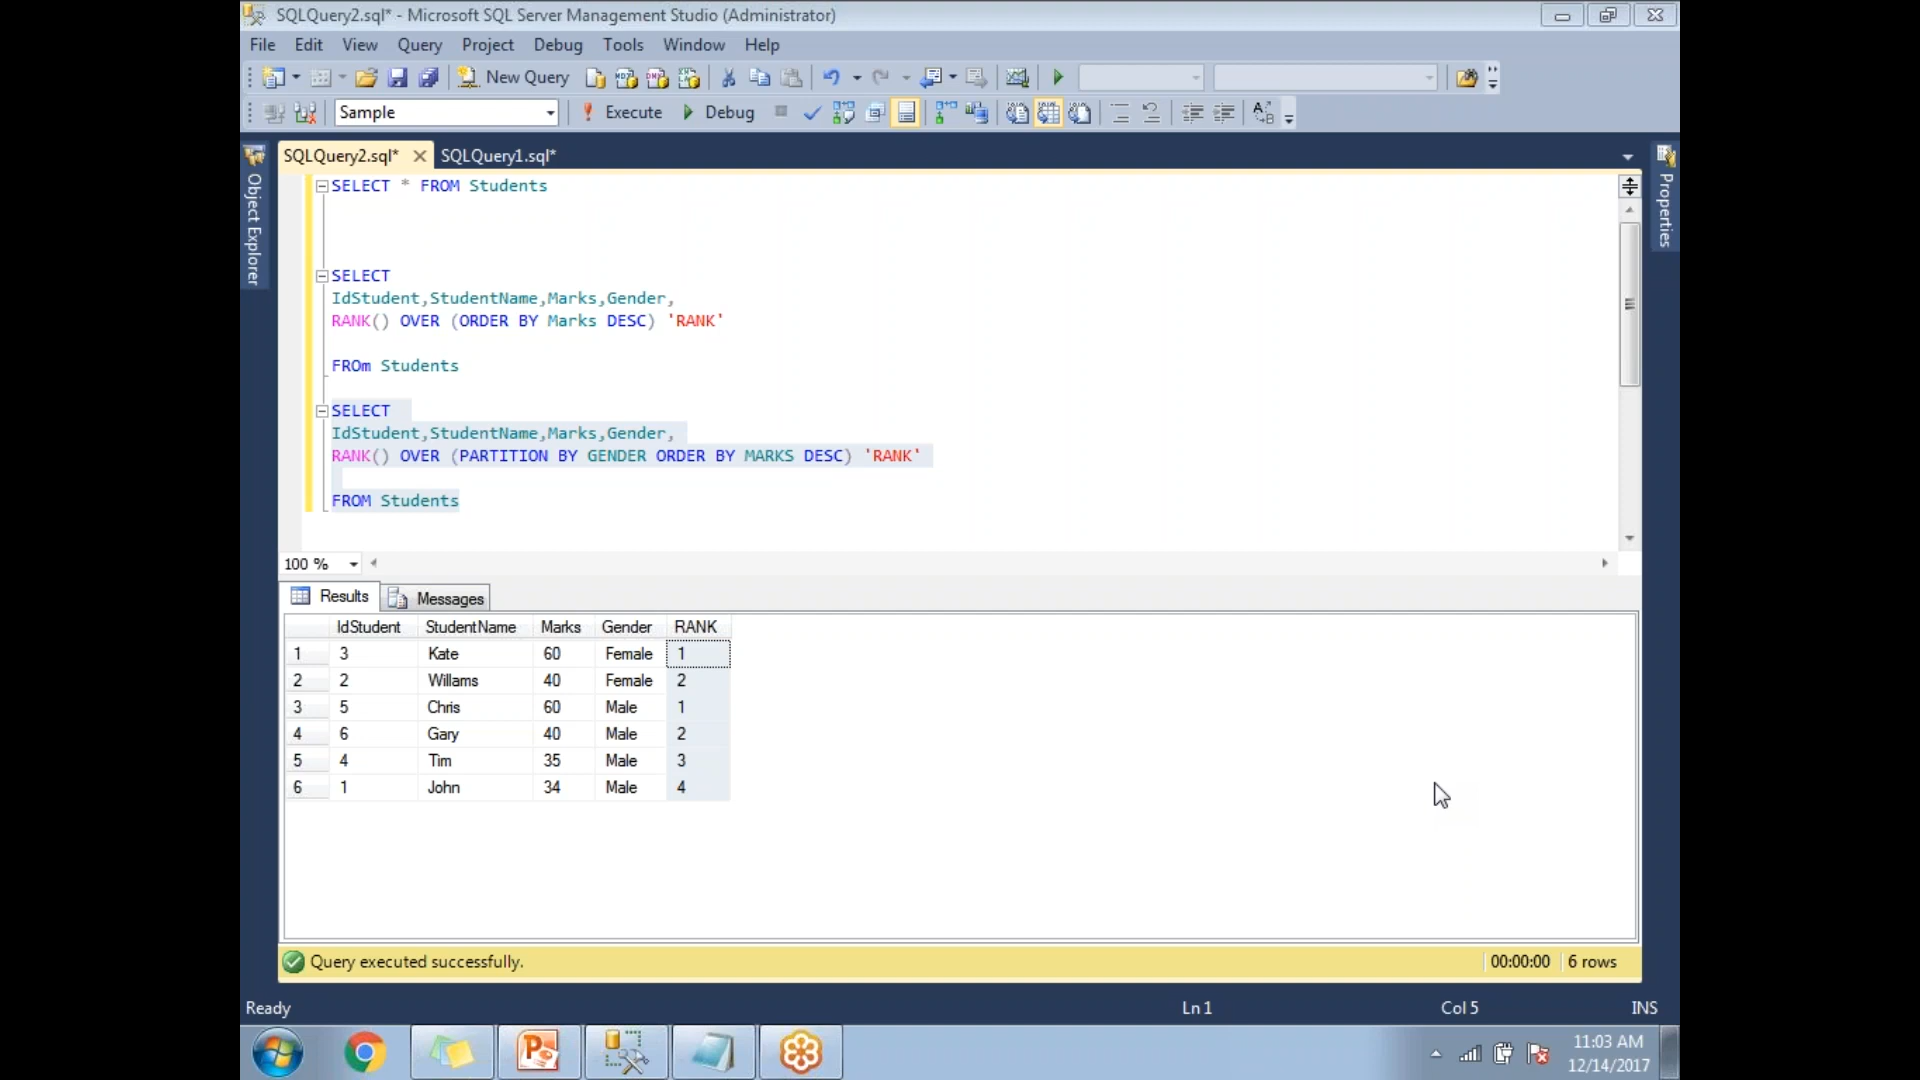 SQLQuery2.sql* - Microsoft SQL Server Management Studio (Administrator)
File Edit View Query Project Debug Tools Window Help
New Query
Sample Execute Debug
SQLQuery2.sql* SQLQuery1.sql*
Object Explorer
Properties
SELECT * FROM Students
SELECT
IdStudent,StudentName,Marks,Gender,
RANK() OVER (ORDER BY Marks DESC) 'RANK'
FROm Students
SELECT
IdStudent,StudentName,Marks,Gender,
RANK() OVER (PARTITION BY GENDER ORDER BY MARKS DESC) 'RANK'
FROM Students
100 %
Results Messages
IdStudent StudentName Marks Gender RANK
1 3 Kate 60 Female 1
2 2 Willams 40 Female 2
3 5 Chris 60 Male 1
4 6 Gary 40 Male 2
5 4 Tim 35 Male 3
6 1 John 34 Male 4
Query executed successfully. 00:00:00 6 rows
Ready Ln 1 Col 5 INS
11:03 AM
12/14/2017